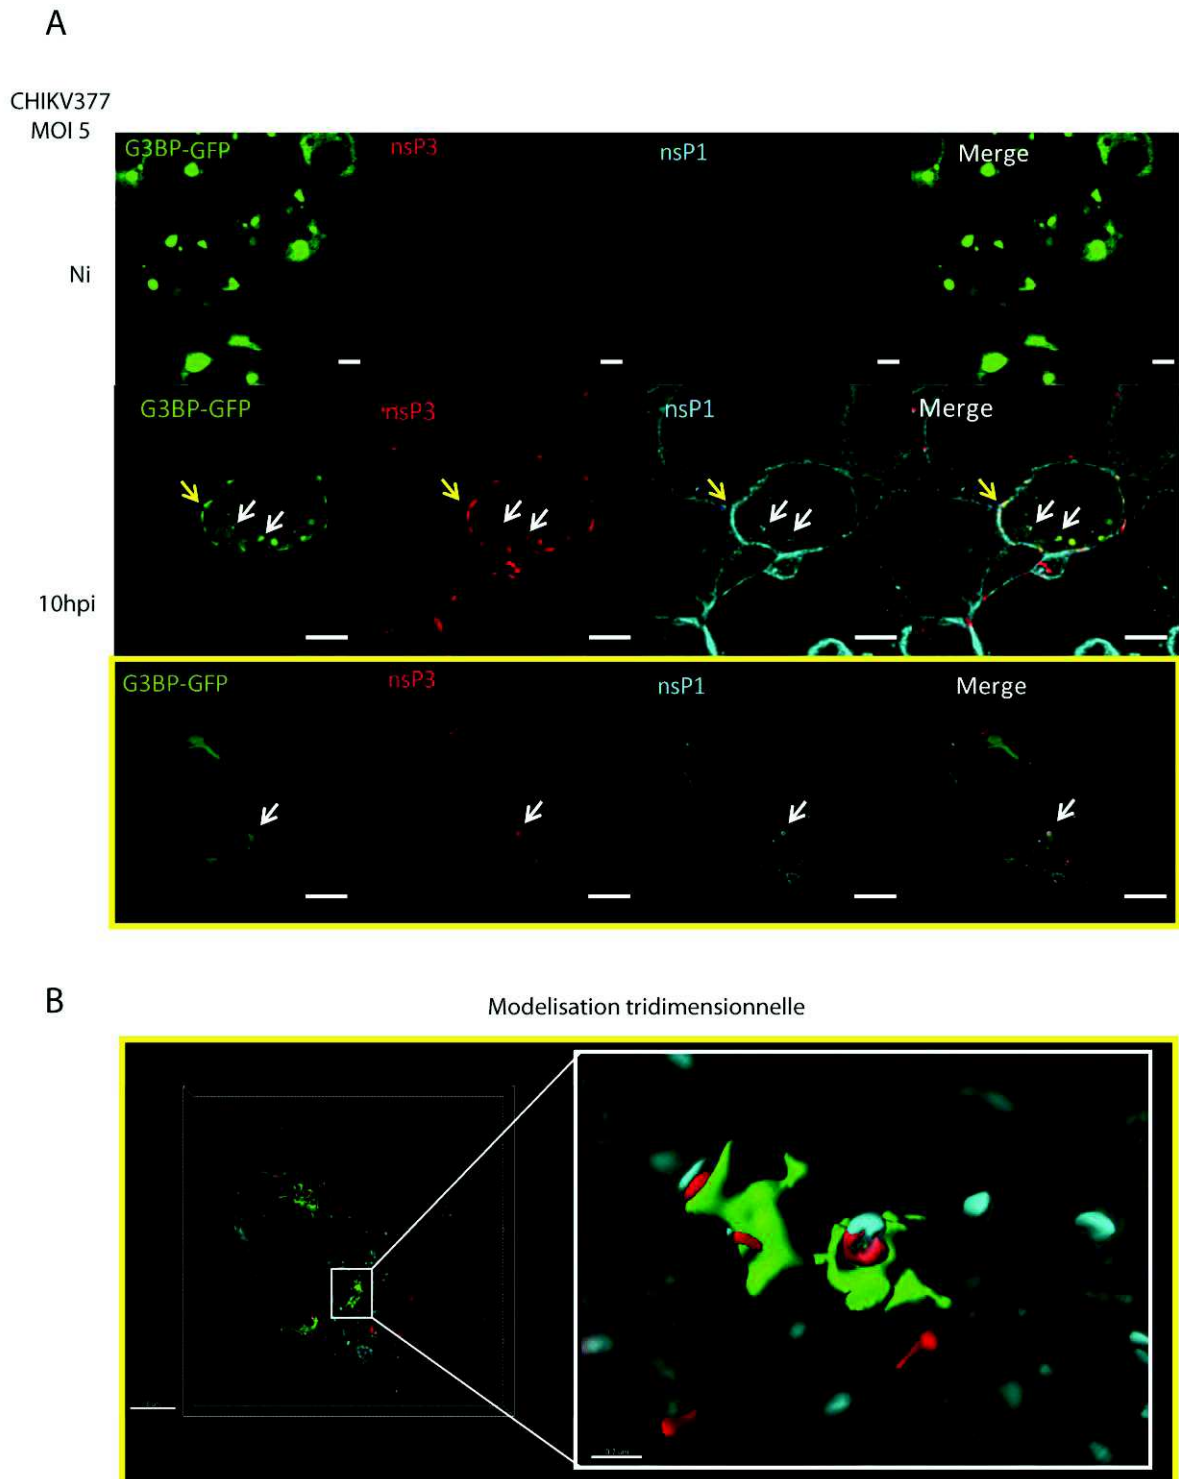 A
CHIKV377
MOI 5
G3BP-GFP nsP3 nsP1 Merge
Ni
G3BP-GFP nsP3 nsP1 Merge
10hpi
G3BP-GFP nsP3 nsP1 Merge
B
Modelisation tridimensionnelle